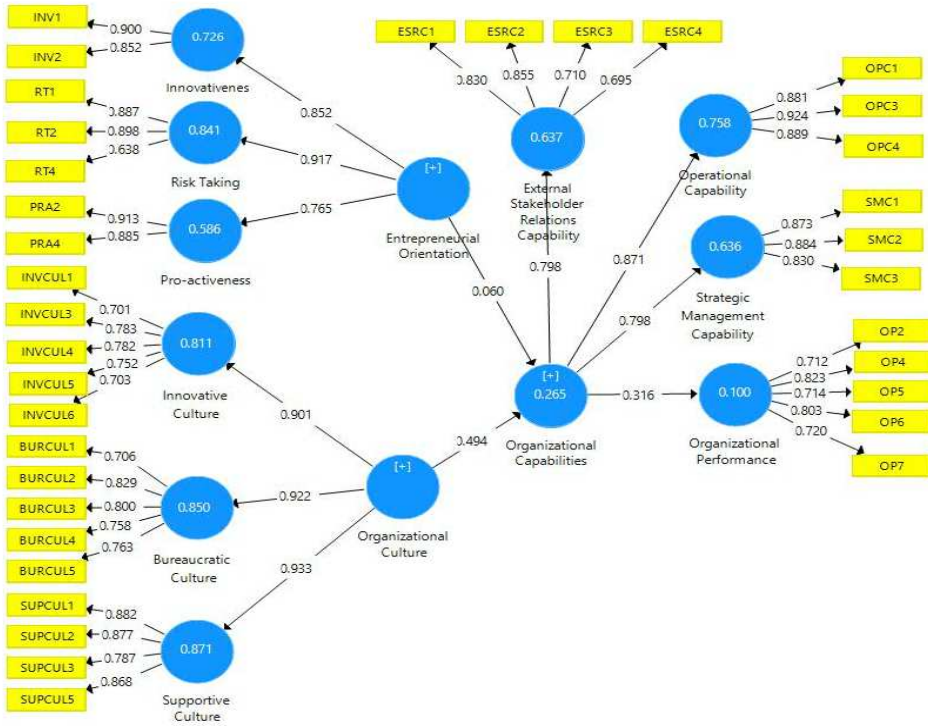 INV1
0.900
INV2
0.852
0.726
Innovativenes
RT1
0.887
RT2
0.898
RT4
0.638
0.841
Risk Taking
PRA2
0.913
PRA4
0.885
0.586
Pro-activeness
0.852
0.917
0.765
[+]
Entrepreneurial
Orientation
0.060
INVCUL1
0.701
INVCUL3
0.783
INVCUL4
0.782
INVCUL5
0.752
INVCUL6
0.703
0.811
Innovative
Culture
BURCUL1
0.706
BURCUL2
0.829
BURCUL3
0.800
BURCUL4
0.758
BURCUL5
0.763
0.850
Bureaucratic
Culture
SUPCUL1
0.882
SUPCUL2
0.877
SUPCUL3
0.787
SUPCUL5
0.868
0.871
Supportive
Culture
0.901
0.922
0.933
[+]
Organizational
Culture
0.494
ESRC1
ESRC2
ESRC3
ESRC4
0.830
0.855
0.710
0.695
0.637
External
Stakeholder
Relations
Capability
0.798
[+]
0.265
Organizational
Capabilities
0.871
0.798
0.316
0.758
Operational
Capability
0.881
OPC1
0.924
OPC3
0.889
OPC4
0.636
Strategic
Management
Capability
0.873
SMC1
0.884
SMC2
0.830
SMC3
0.100
Organizational
Performance
0.712
OP2
0.823
OP4
0.714
OP5
0.803
OP6
0.720
OP7